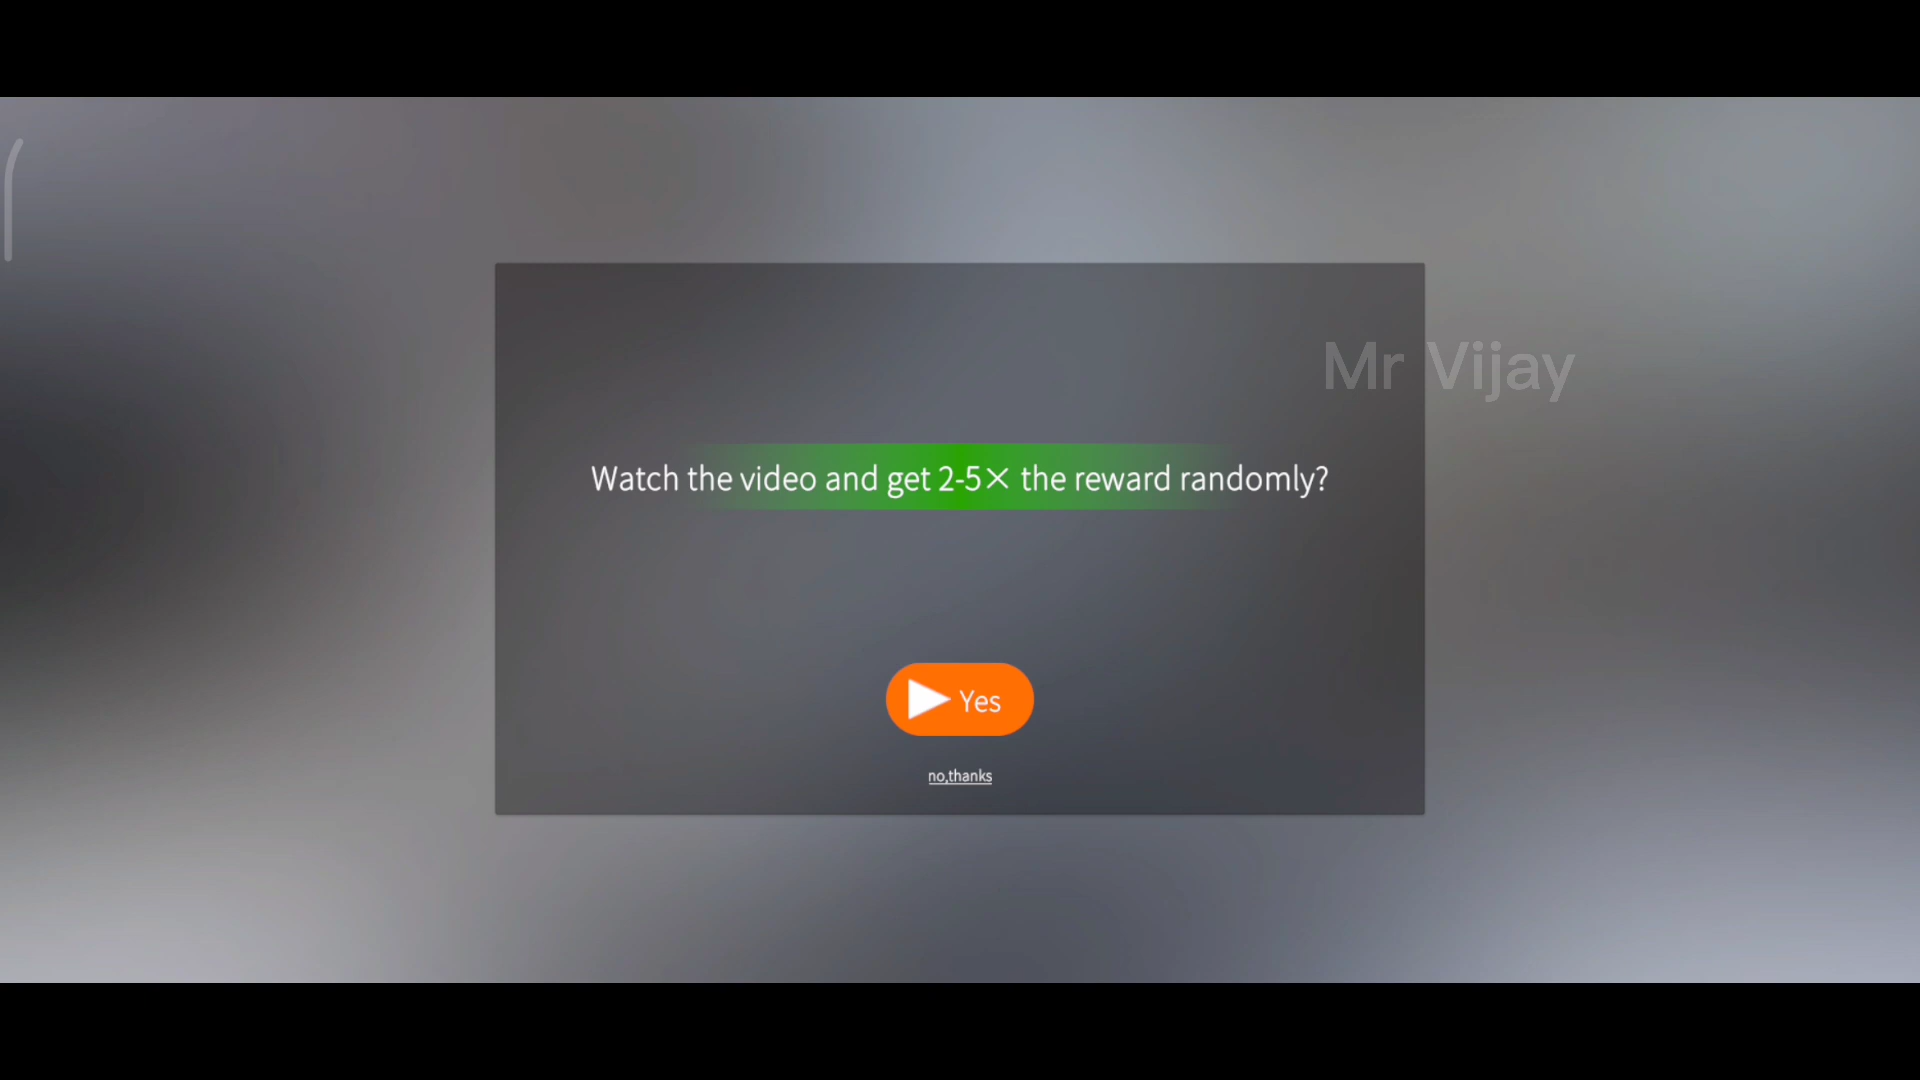 Mr Vijay
Watch the video and get 2-5× the reward randomly?
Yes
no,thanks